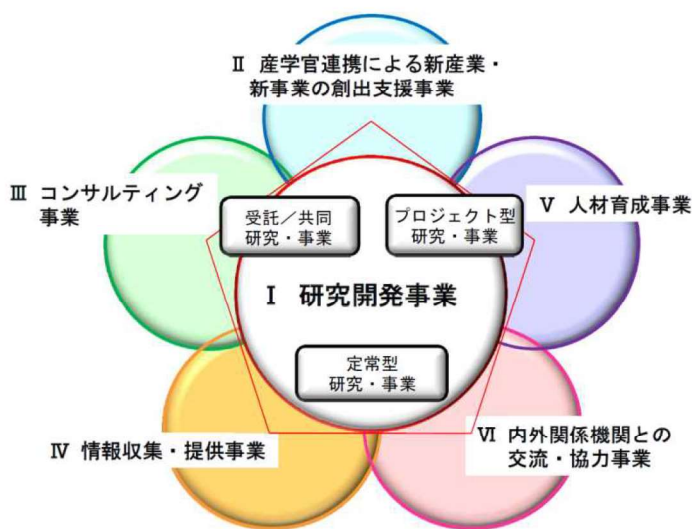 Ⅱ 産学官連携による新産業・
新事業の創出支援事業
Ⅲ コンサルティング
事業
受託／共同
研究・事業
プロジェクト型
研究・事業
Ⅴ 人材育成事業
Ⅰ 研究開発事業
定常型
研究・事業
Ⅳ 情報収集・提供事業
Ⅵ 内外関係機関との
交流・協力事業